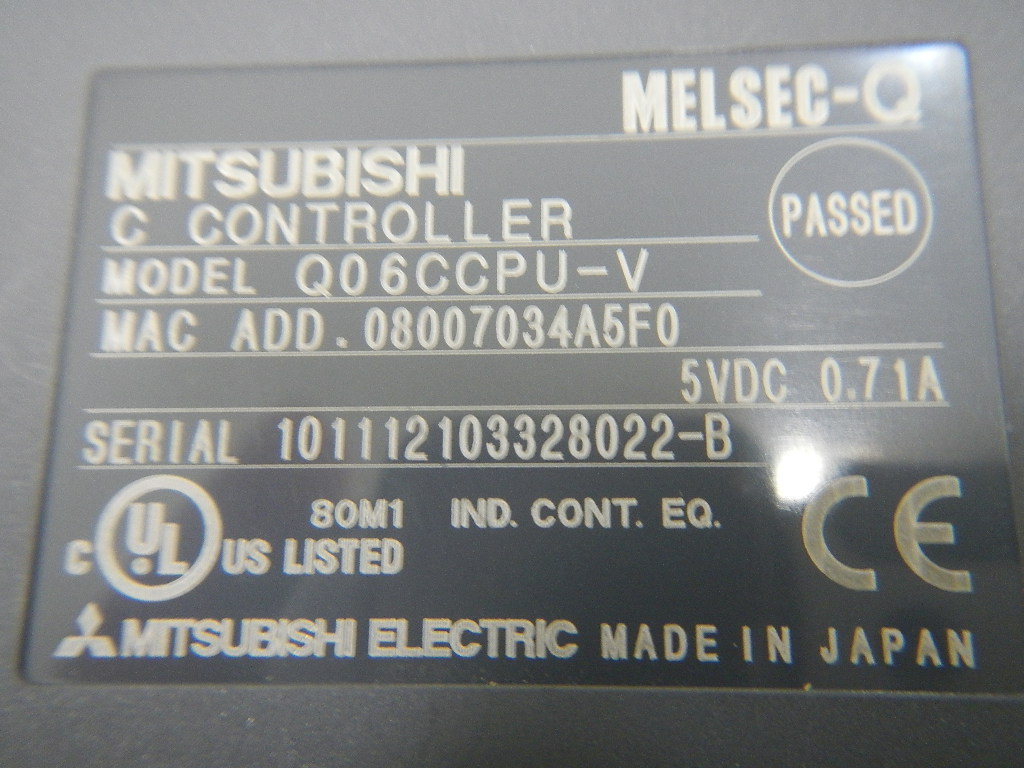 MELSEC-Q
MITSUBISHI
C CONTROLLER
PASSED
MODEL Q06CCPU-V
MAC ADD. 08007034A5F0
5VDC 0.71A
SERIAL 101112103328022-B
80M1 IND. CONT. EQ.
C UL US LISTED
CE
MITSUBISHI ELECTRIC MADE IN JAPAN